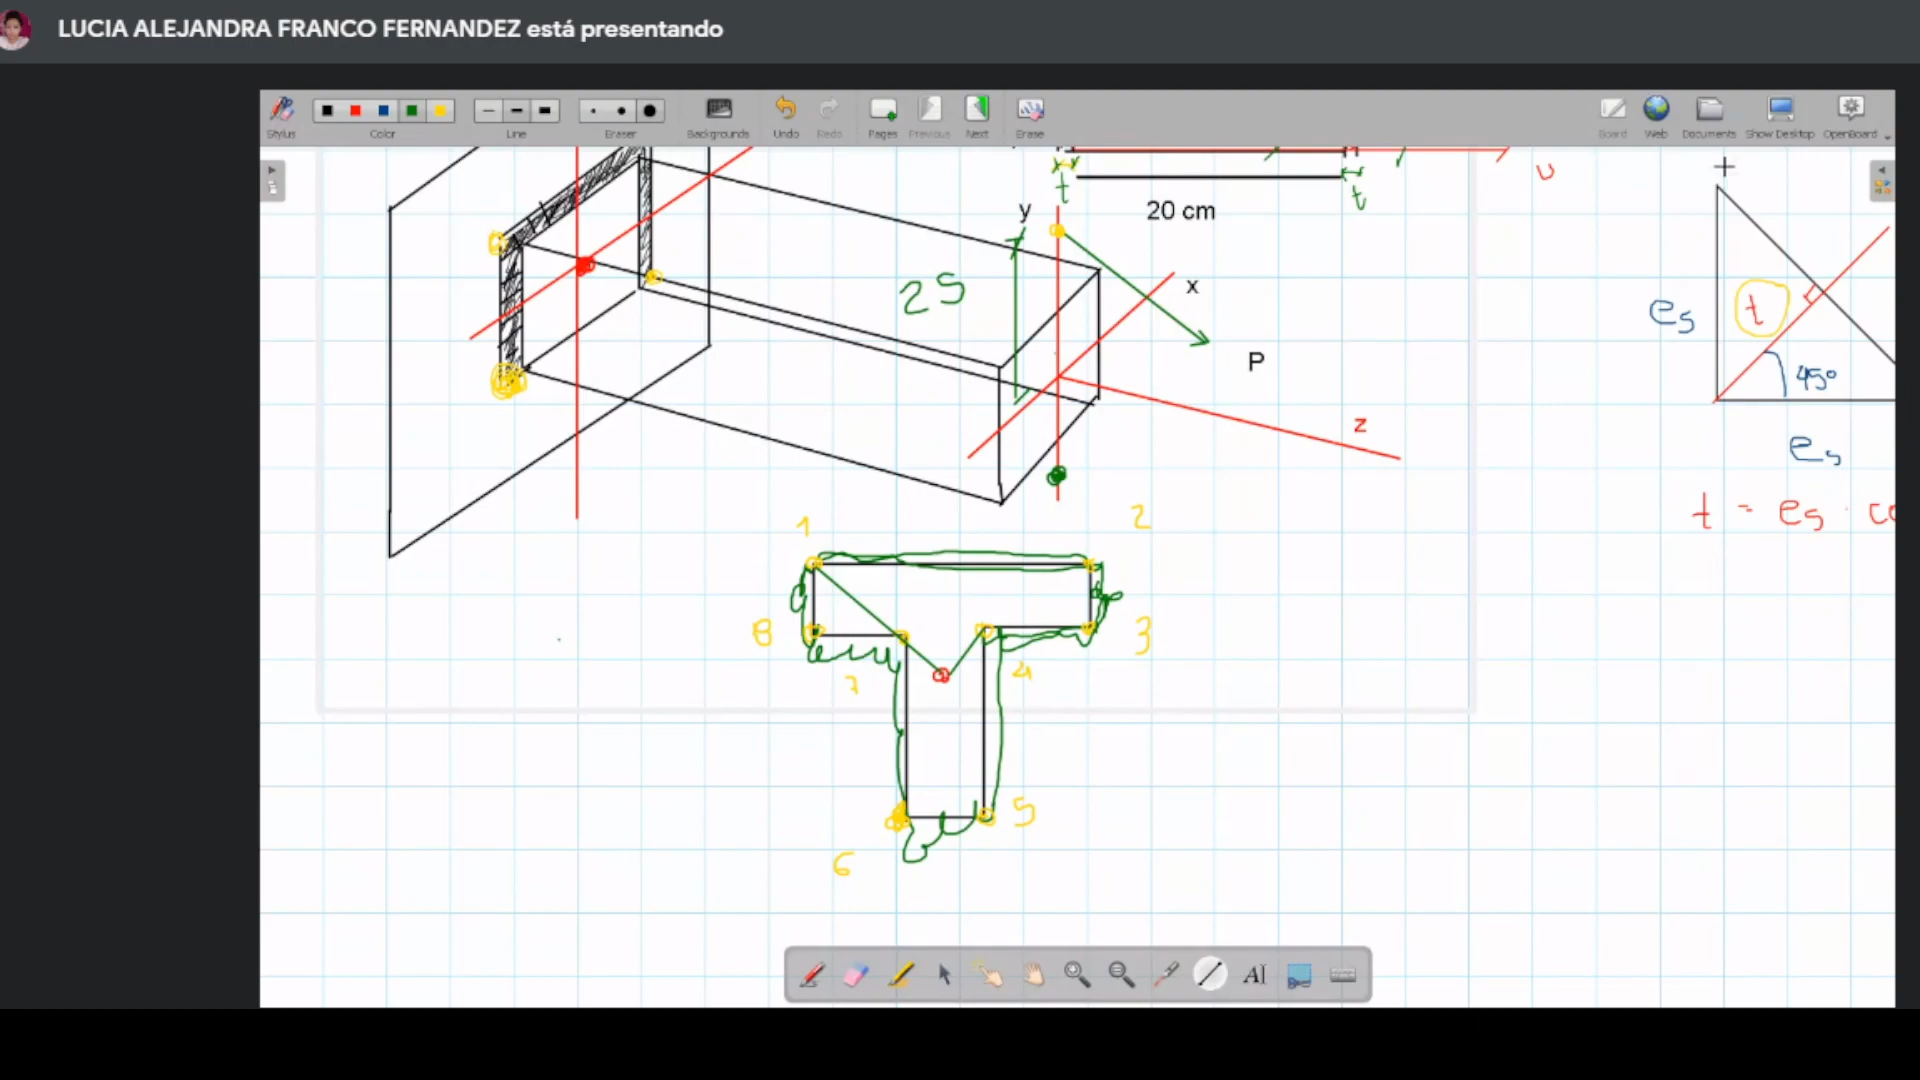 LUCIA ALEJANDRA FRANCO FERNANDEZ está presentando
Stylus
Color
Line
Eraser
Backgrounds
Undo
Redo
Pages
Previous
Next
Erase
Board
Web
Documents
Show Desktop
OpenBoard
t
t
υ
20 cm
y
25
x
P
z
es
t
45°
es
t = es · co
1
2
8
3
7
4
5
6
AI